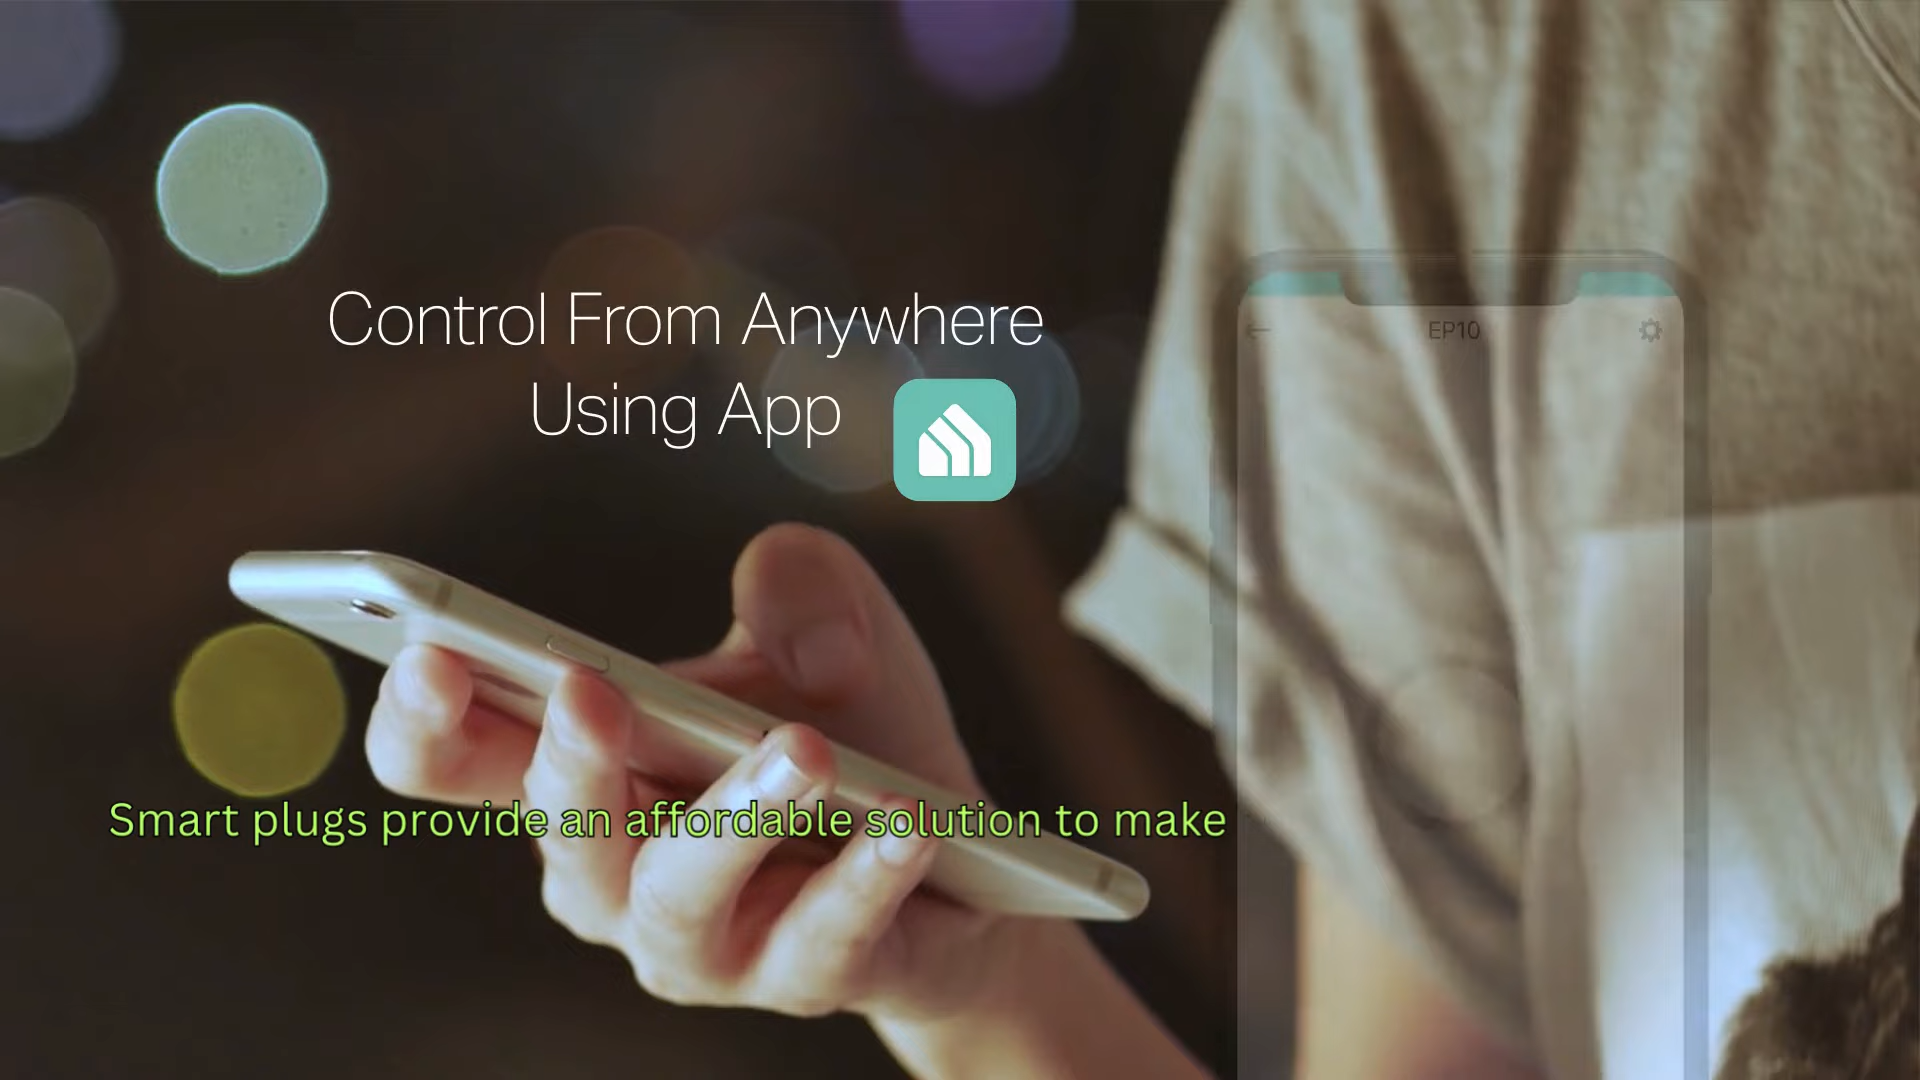 Control From Anywhere
Using App
EP10
Smart plugs provide an affordable solution to make